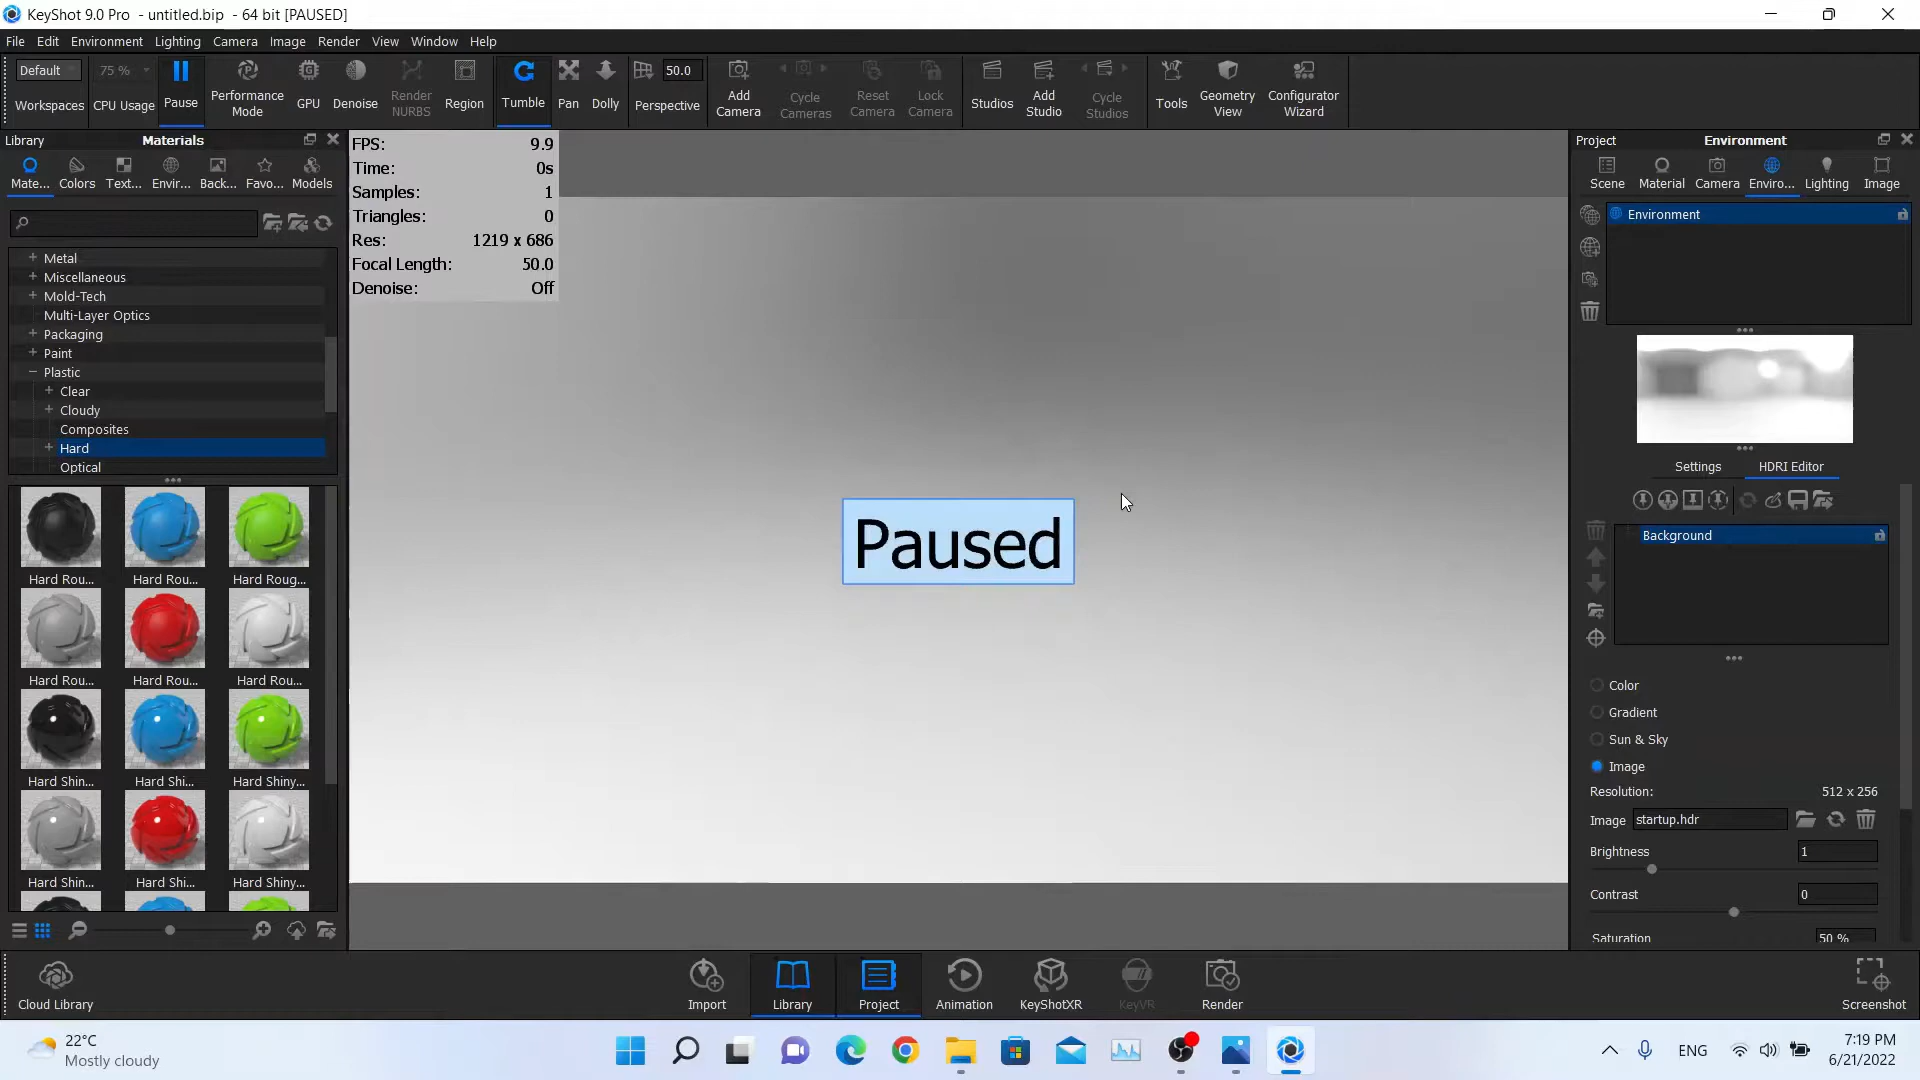 KeyShot 9.0 Pro - untitled.bip - 64 bit [PAUSED]
File Edit Environment Lighting Camera Image Render View Window Help
Default
Workspaces
75 %
CPU Usage
Pause
Performance
Mode
GPU
Denoise
Render
NURBS
Region
Tumble
Pan
Dolly
50.0
Perspective
Add
Camera
Cycle
Cameras
Reset
Camera
Lock
Camera
Studios
Add
Studio
Cycle
Studios
Tools
Geometry
View
Configurator
Wizard
Library
Materials
Mate... Colors Text... Envir... Back... Favo... Models
Metal
Miscellaneous
Mold-Tech
Multi-Layer Optics
Packaging
Paint
Plastic
Clear
Cloudy
Composites
Hard
Optical
Hard Rou... Hard Rou... Hard Roug...
Hard Rou... Hard Rou... Hard Rou...
Hard Shin... Hard Shi... Hard Shiny...
Hard Shin... Hard Shi... Hard Shiny...
FPS: 9.9
Time: 0s
Samples: 1
Triangles: 0
Res: 1219 x 686
Focal Length: 50.0
Denoise: Off
Paused
Project
Environment
Scene Material Camera Enviro... Lighting Image
Environment
Settings HDRI Editor
Background
Color
Gradient
Sun & Sky
Image
Resolution: 512 x 256
Image startup.hdr
Brightness 1
Contrast 0
Saturation 50 %
Cloud Library
Import
Library
Project
Animation
KeyShotXR
KeyVR
Render
Screenshot
22°C
Mostly cloudy
ENG
7:19 PM
6/21/2022